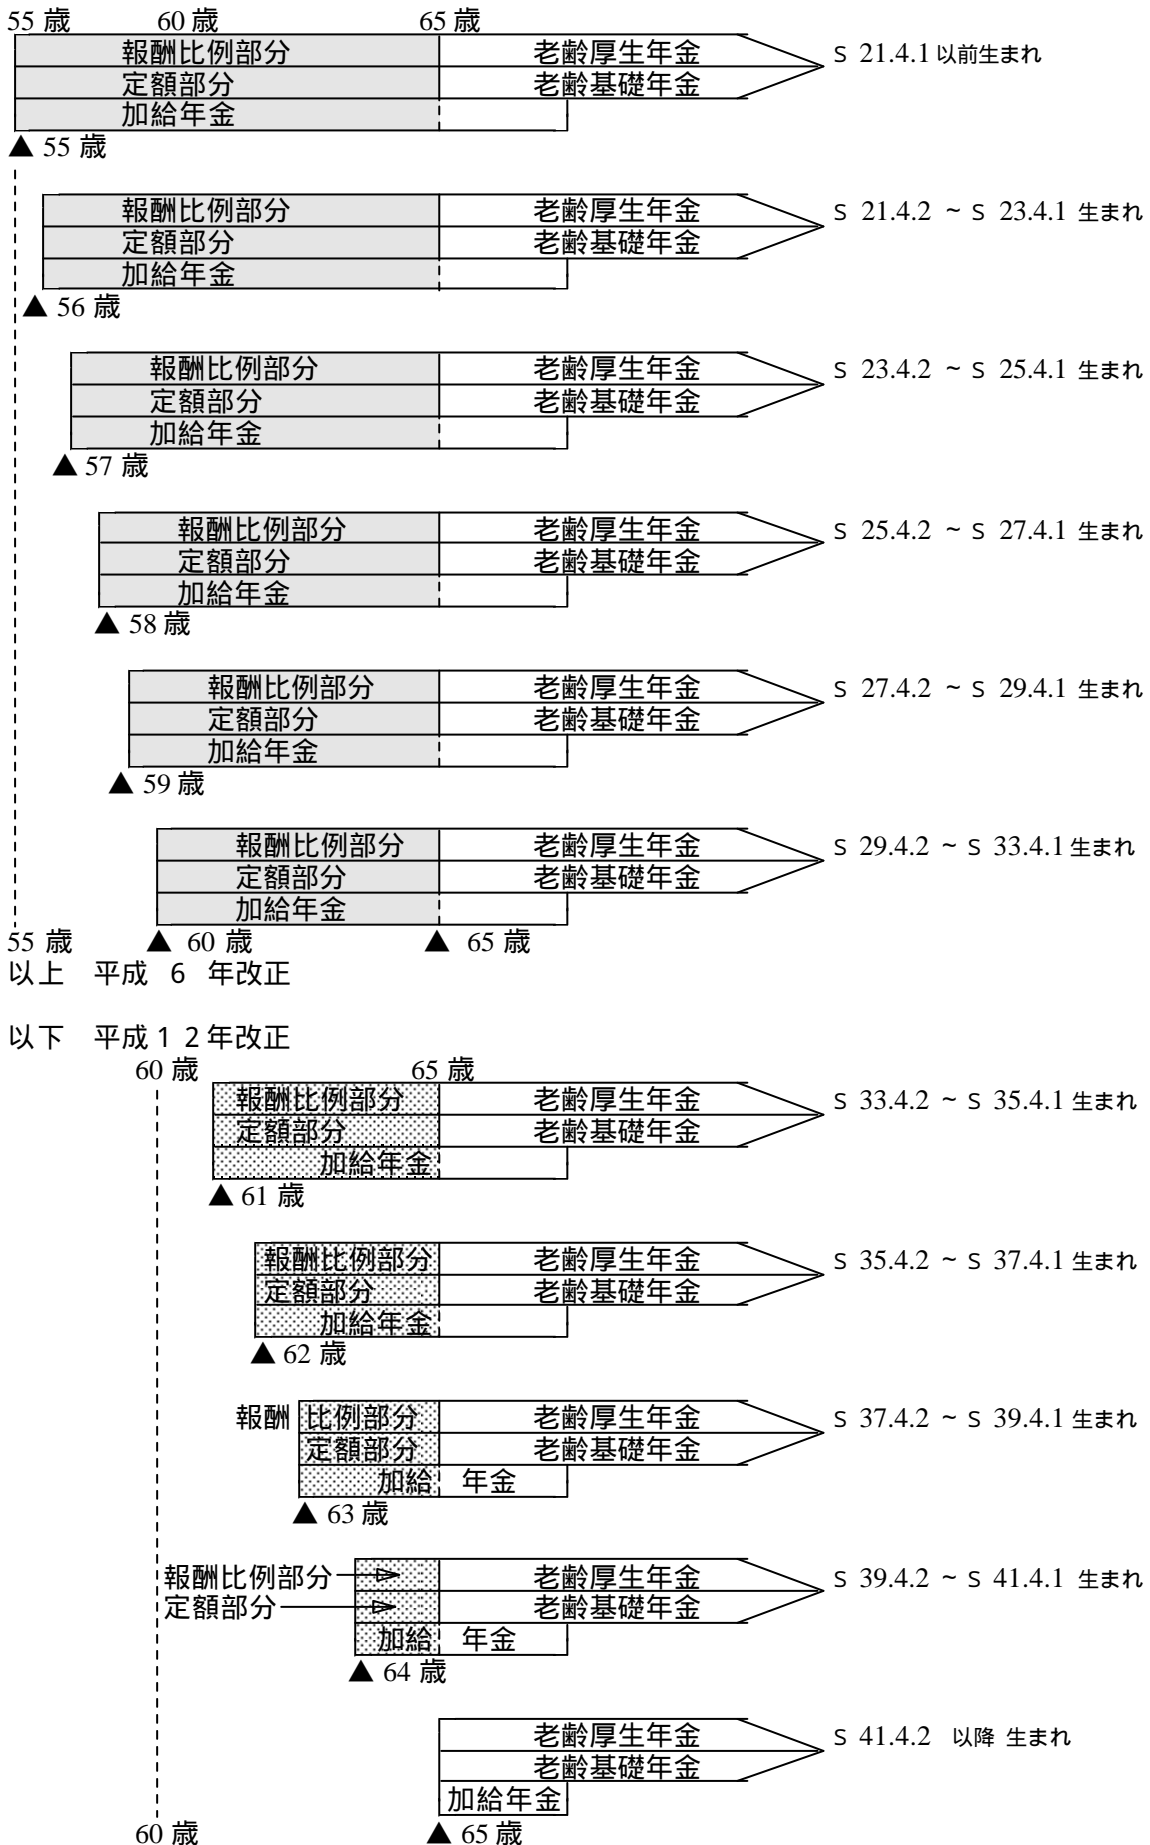 55 歳 60 歳 65 歳
報酬比例部分 老齢厚生年金 S 21.4.1 以前生まれ
定額部分 老齢基礎年金
加給年金
▲ 55 歳
報酬比例部分 老齢厚生年金 S 21.4.2 ~ S 23.4.1 生まれ
定額部分 老齢基礎年金
加給年金
▲ 56 歳
報酬比例部分 老齢厚生年金 S 23.4.2 ~ S 25.4.1 生まれ
定額部分 老齢基礎年金
加給年金
▲ 57 歳
報酬比例部分 老齢厚生年金 S 25.4.2 ~ S 27.4.1 生まれ
定額部分 老齢基礎年金
加給年金
▲ 58 歳
報酬比例部分 老齢厚生年金 S 27.4.2 ~ S 29.4.1 生まれ
定額部分 老齢基礎年金
加給年金
▲ 59 歳
報酬比例部分 老齢厚生年金 S 29.4.2 ~ S 33.4.1 生まれ
定額部分 老齢基礎年金
加給年金
55 歳 ▲ 60 歳 ▲ 65 歳
以上 平成 6 年改正
以下 平成 1 2 年改正
60 歳 65 歳
報酬比例部分 老齢厚生年金 S 33.4.2 ~ S 35.4.1 生まれ
定額部分 老齢基礎年金
加給年金
▲ 61 歳
報酬比例部分 老齢厚生年金 S 35.4.2 ~ S 37.4.1 生まれ
定額部分 老齢基礎年金
加給年金
▲ 62 歳
報酬 比例部分 老齢厚生年金 S 37.4.2 ~ S 39.4.1 生まれ
定額部分 老齢基礎年金
加給 年金
▲ 63 歳
報酬比例部分 老齢厚生年金 S 39.4.2 ~ S 41.4.1 生まれ
定額部分 老齢基礎年金
加給 年金
▲ 64 歳
老齢厚生年金 S 41.4.2 以降 生まれ
老齢基礎年金
加給年金
60 歳 ▲ 65 歳